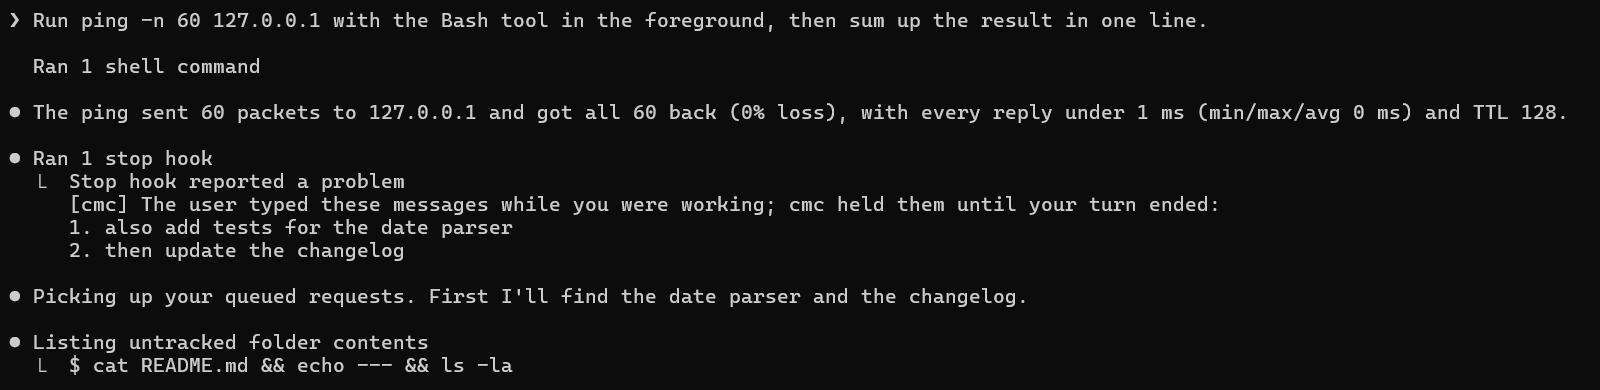 ❯ Run ping -n 60 127.0.0.1 with the Bash tool in the foreground, then sum up the result in one line.
Ran 1 shell command
● The ping sent 60 packets to 127.0.0.1 and got all 60 back (0% loss), with every reply under 1 ms (min/max/avg 0 ms) and TTL 128.
● Ran 1 stop hook
└ Stop hook reported a problem
[cmc] The user typed these messages while you were working; cmc held them until your turn ended:
1. also add tests for the date parser
2. then update the changelog
● Picking up your queued requests. First I'll find the date parser and the changelog.
● Listing untracked folder contents
└ $ cat README.md && echo --- && ls -la